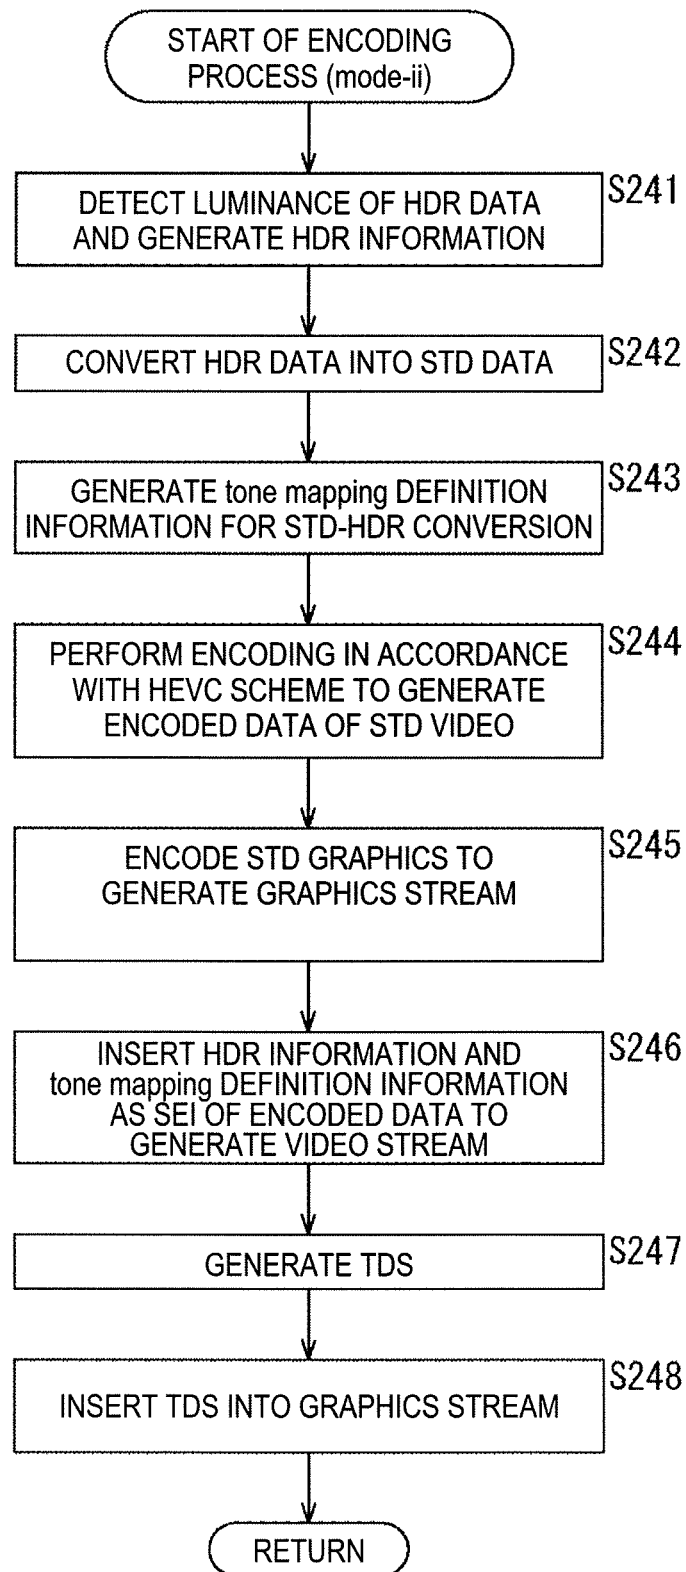 START OF ENCODING
PROCESS (mode-ii)
S241
DETECT LUMINANCE OF HDR DATA
AND GENERATE HDR INFORMATION
S242
CONVERT HDR DATA INTO STD DATA
S243
GENERATE tone mapping DEFINITION
INFORMATION FOR STD-HDR CONVERSION
S244
PERFORM ENCODING IN ACCORDANCE
WITH HEVC SCHEME TO GENERATE
ENCODED DATA OF STD VIDEO
S245
ENCODE STD GRAPHICS TO
GENERATE GRAPHICS STREAM
S246
INSERT HDR INFORMATION AND
tone mapping DEFINITION INFORMATION
AS SEI OF ENCODED DATA TO
GENERATE VIDEO STREAM
S247
GENERATE TDS
S248
INSERT TDS INTO GRAPHICS STREAM
RETURN